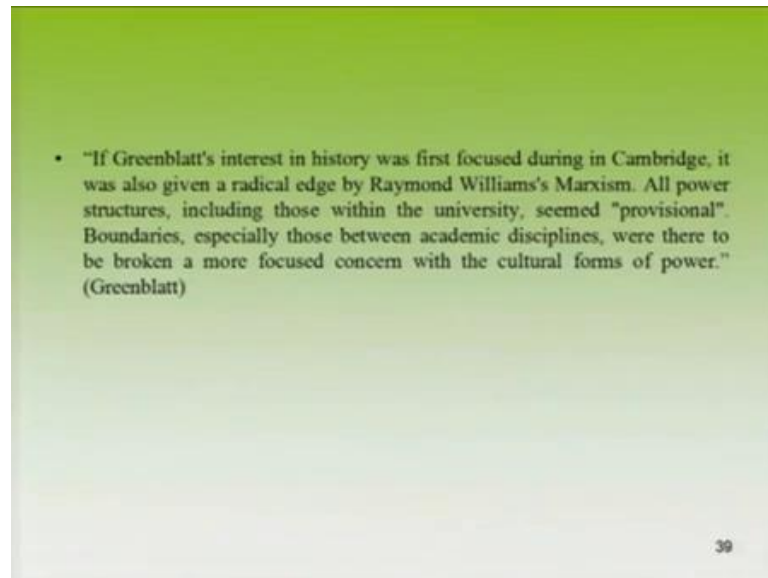 • “If Greenblatt's interest in history was first focused during in Cambridge, it
was also given a radical edge by Raymond Williams's Marxism. All power
structures, including those within the university, seemed "provisional".
Boundaries, especially those between academic disciplines, were there to
be broken a more focused concern with the cultural forms of power.”
(Greenblatt)
39